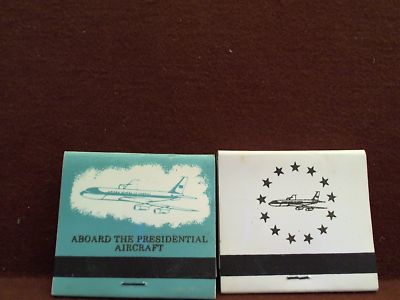 ABOARD THE PRESIDENTIAL
AIRCRAFT